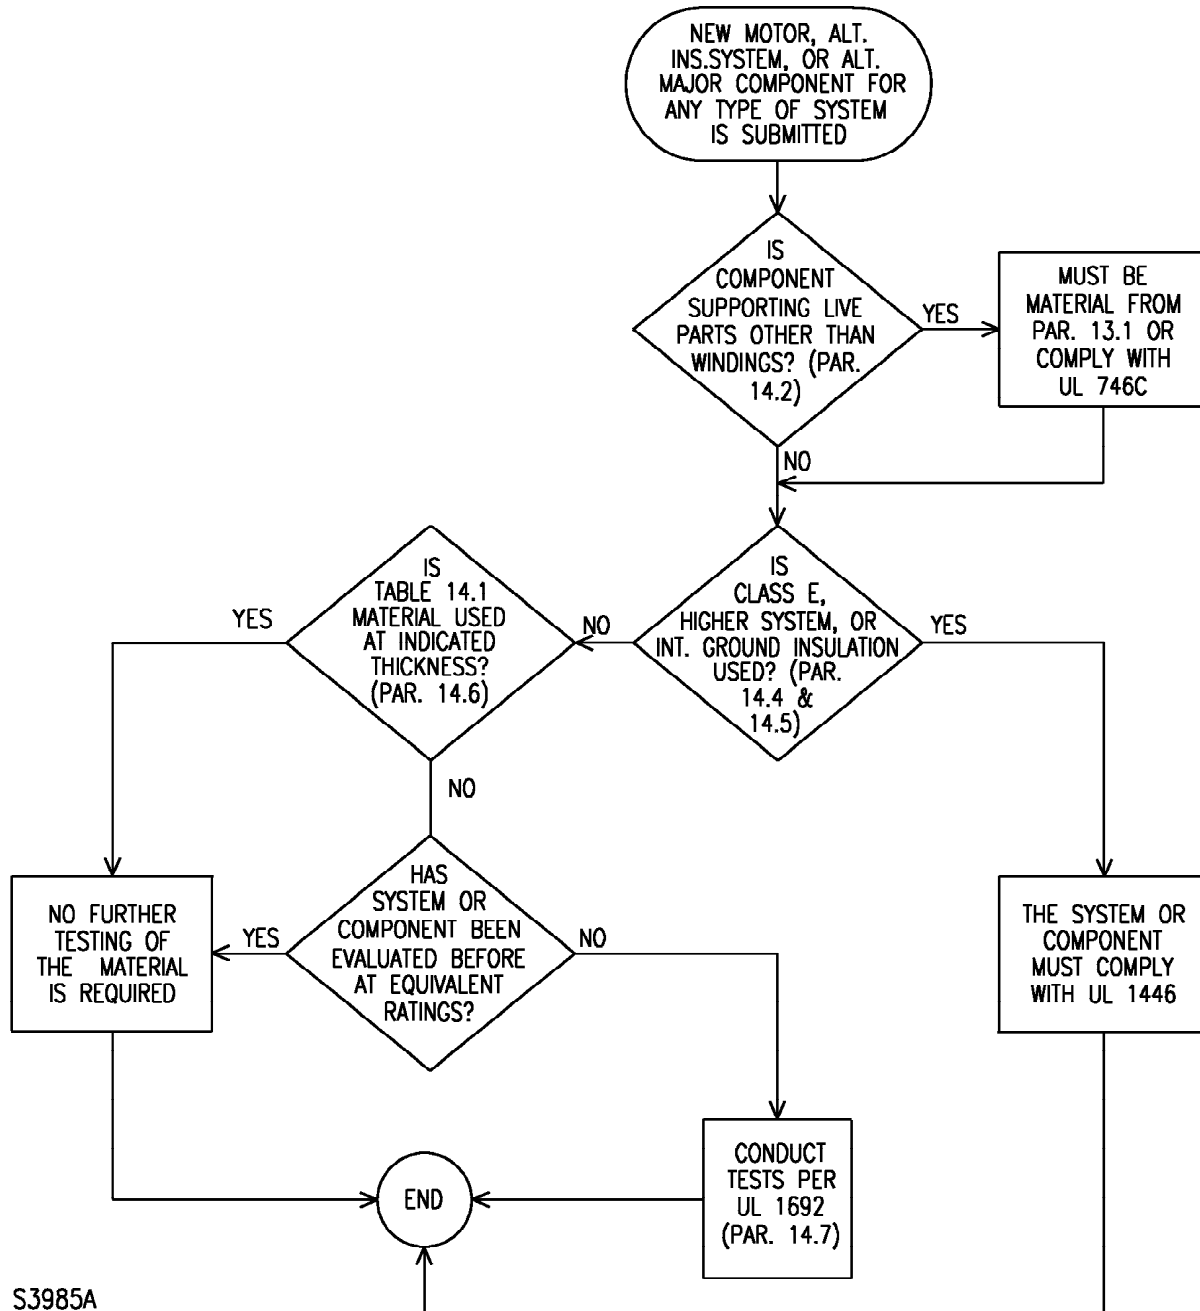 NEW MOTOR, ALT.
INS.SYSTEM, OR ALT.
MAJOR COMPONENT FOR
ANY TYPE OF SYSTEM
IS SUBMITTED
IS
COMPONENT
SUPPORTING LIVE
PARTS OTHER THAN
WINDINGS? (PAR.
14.2)
YES
MUST BE
MATERIAL FROM
PAR. 13.1 OR
COMPLY WITH
UL 746C
NO
IS
CLASS E,
HIGHER SYSTEM, OR
INT. GROUND INSULATION
USED? (PAR.
14.4 &
14.5)
NO
YES
IS
TABLE 14.1
MATERIAL USED
AT INDICATED
THICKNESS?
(PAR. 14.6)
YES
NO
HAS
SYSTEM OR
COMPONENT BEEN
EVALUATED BEFORE
AT EQUIVALENT
RATINGS?
YES
NO
NO FURTHER
TESTING OF
THE MATERIAL
IS REQUIRED
THE SYSTEM OR
COMPONENT
MUST COMPLY
WITH UL 1446
CONDUCT
TESTS PER
UL 1692
(PAR. 14.7)
END
S3985A